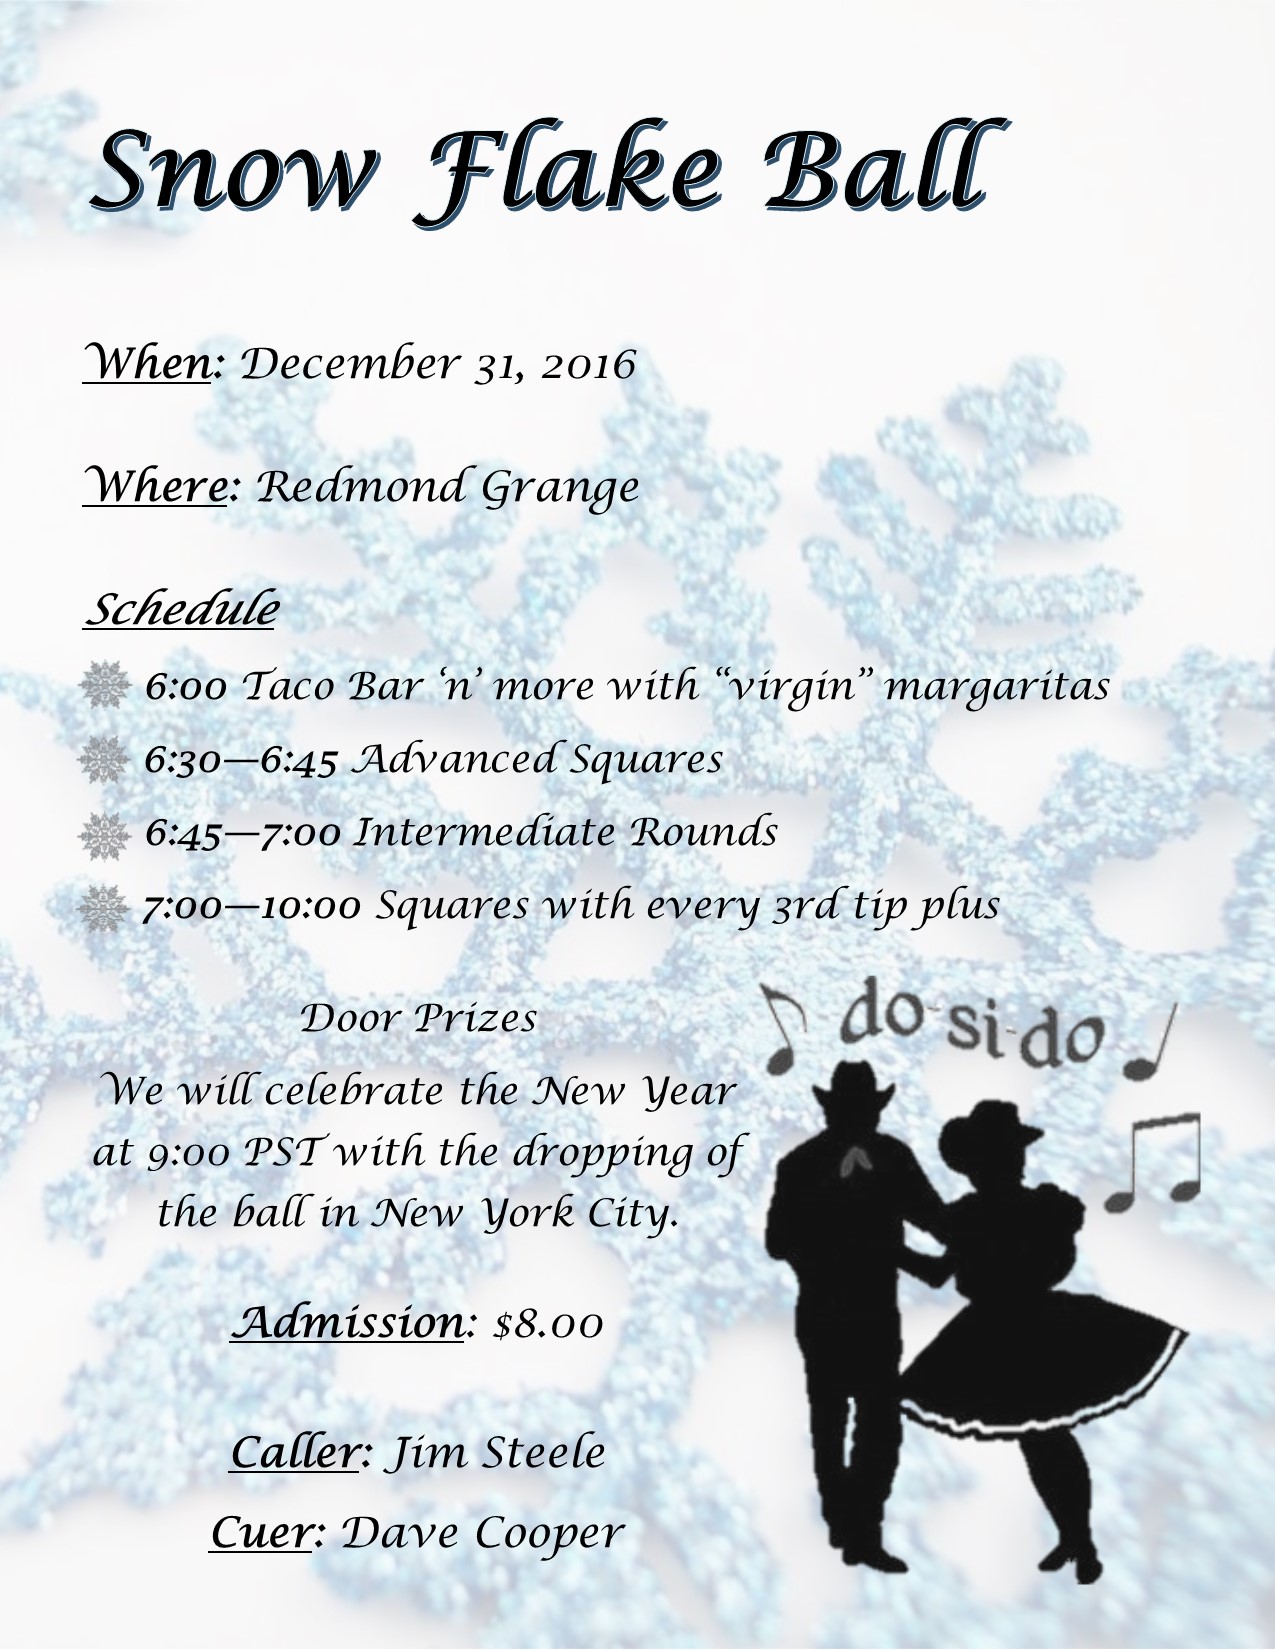 Snow Flake Ball
When: December 31, 2016
Where: Redmond Grange
Schedule
6:00 Taco Bar ‘n’ more with “virgin” margaritas
6:30—6:45 Advanced Squares
6:45—7:00 Intermediate Rounds
7:00—10:00 Squares with every 3rd tip plus
Door Prizes
We will celebrate the New Year
at 9:00 PST with the dropping of
the ball in New York City.
Admission: $8.00
Caller: Jim Steele
Cuer: Dave Cooper
do-si-do